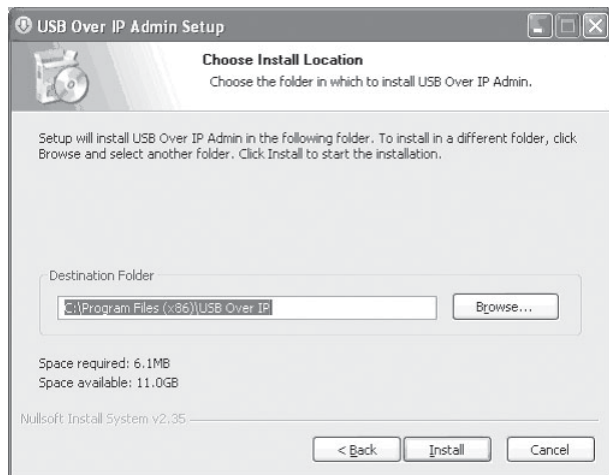 USB Over IP Admin Setup
Choose Install Location
Choose the folder in which to install USB Over IP Admin.
Setup will install USB Over IP Admin in the following folder. To install in a different folder, click
Browse and select another folder. Click Install to start the installation.
Destination Folder
C:\Program Files (x86)\USB Over IP
Browse...
Space required: 6.1MB
Space available: 11.0GB
Nullsoft Install System v2.35
< Back
Install
Cancel